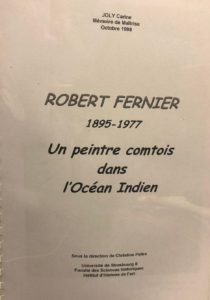 JOLY Carine
Mémoire de Maîtrise
Octobre 1998
ROBERT FERNIER
1895-1977
Un peintre comtois
dans
l'Océan Indien
Sous la direction de Christine Peltre
Université de Strasbourg II
Faculté des Sciences historiques
Institut d'Histoire de l'art